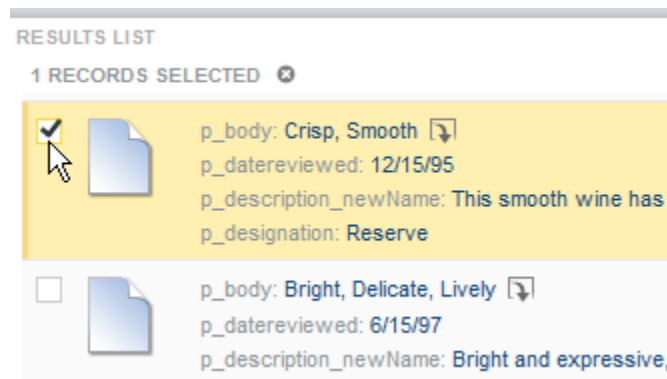 RESULTS LIST
1 RECORDS SELECTED
p_body: Crisp, Smooth
p_datereviewed: 12/15/95
p_description_newName: This smooth wine has
p_designation: Reserve
p_body: Bright, Delicate, Lively
p_datereviewed: 6/15/97
p_description_newName: Bright and expressive,